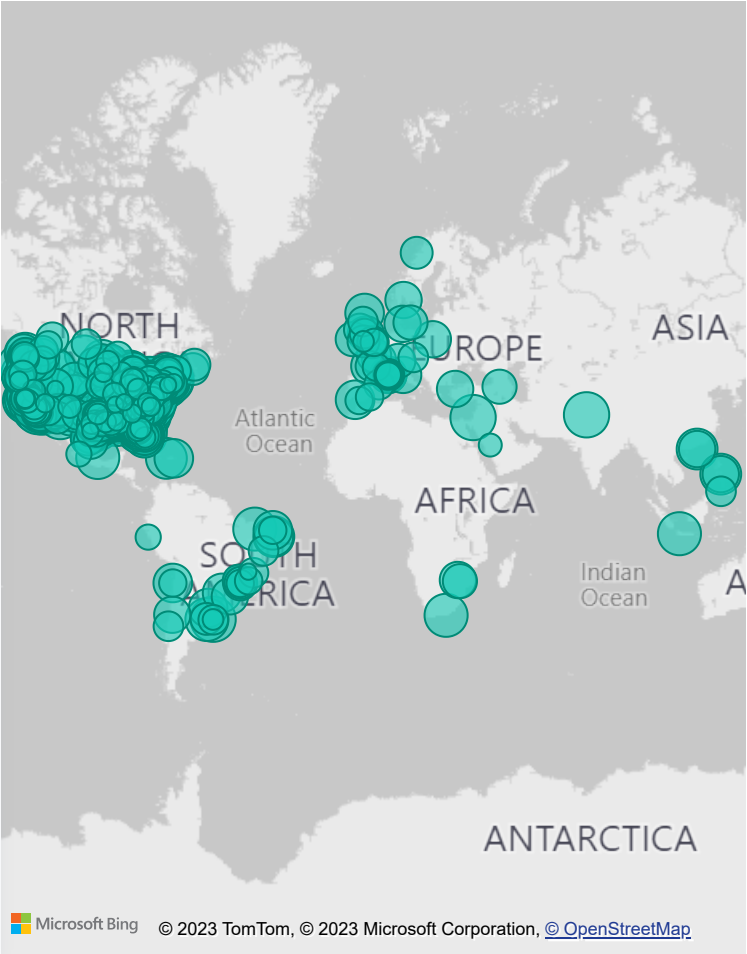 NORTH
ASIA
EUROPE
Atlantic
Ocean
AFRICA
SOUTH
AMERICA
Indian
Ocean
A
ANTARCTICA
Microsoft Bing
© 2023 TomTom, © 2023 Microsoft Corporation, © OpenStreetMap